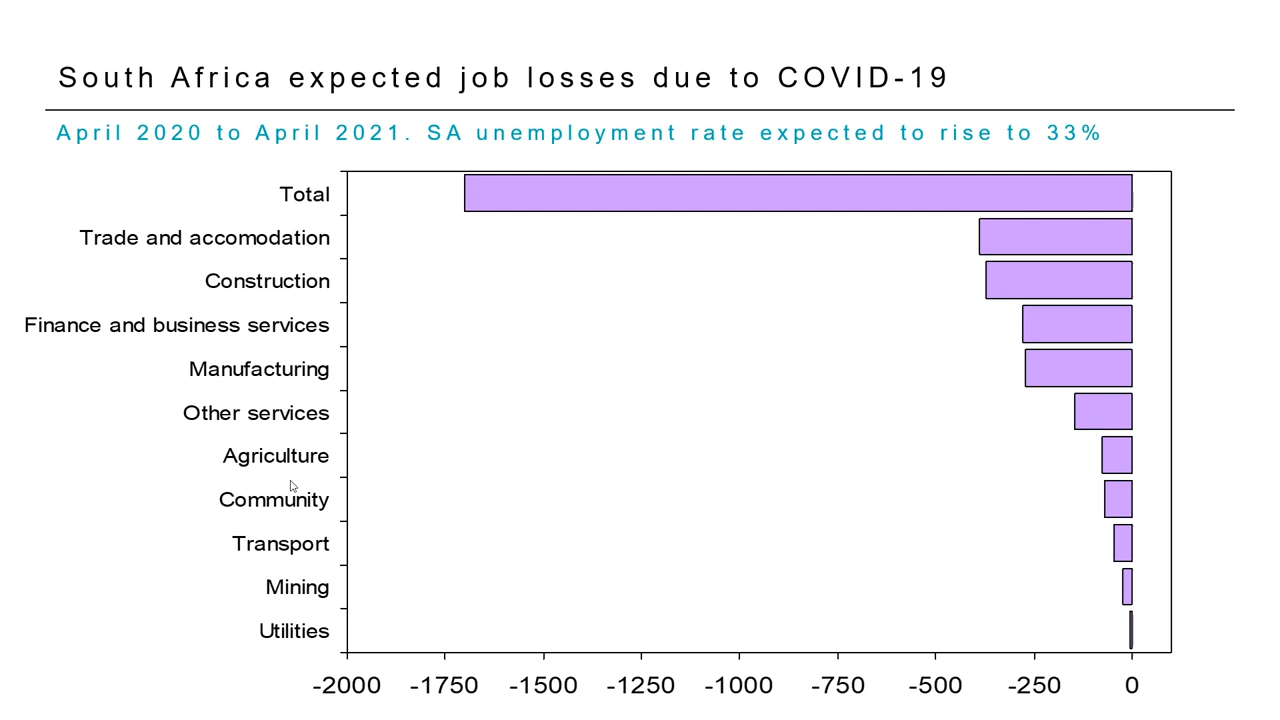 South Africa expected job losses due to COVID-19
April 2020 to April 2021. SA unemployment rate expected to rise to 33%
Total
Trade and accomodation
Construction
Finance and business services
Manufacturing
Other services
Agriculture
Community
Transport
Mining
Utilities
-2000 -1750 -1500 -1250 -1000 -750 -500 -250 0